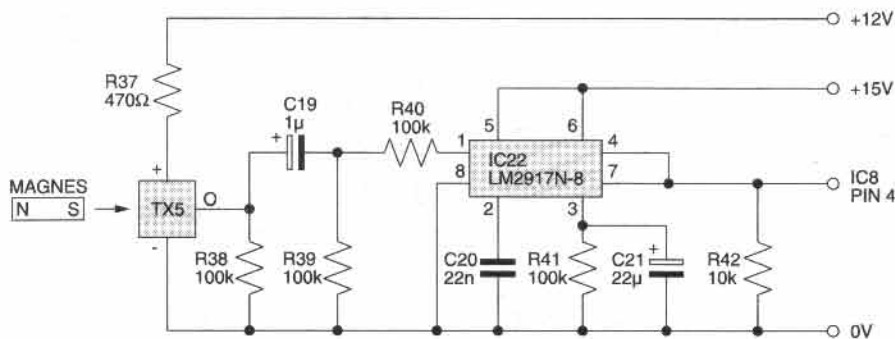 +12V
R37
470Ω
+15V
C19
1µ
+
R40
100k
5
6
1
4
IC22
LM2917N-8
8
7
+
MAGNES
N S
TX5
O
IC8
PIN 4
2
3
-
R38
100k
R39
100k
C20
22n
R41
100k
+
C21
22µ
R42
10k
0V